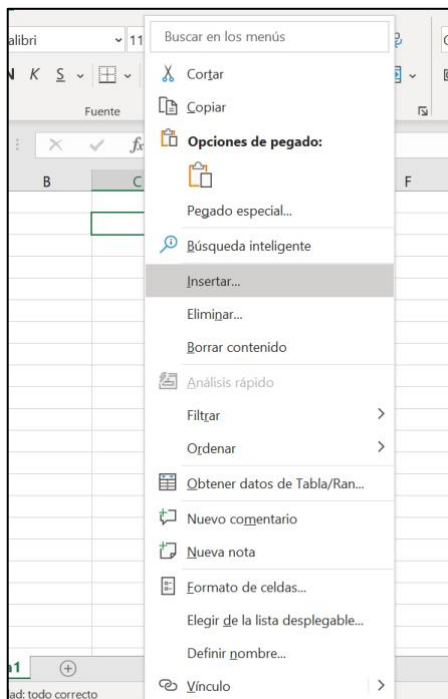 alibri
11
Buscar en los menús
N K S
Fuente
Cortar
Copiar
Opciones de pegado:
fx
B C F
Pegado especial...
Búsqueda inteligente
Insertar...
Eliminar...
Borrar contenido
Análisis rápido
Filtrar
Ordenar
Obtener datos de Tabla/Ran...
Nuevo comentario
Nueva nota
Formato de celdas...
Elegir de la lista desplegable...
Definir nombre...
a1
Vínculo
ad: todo correcto